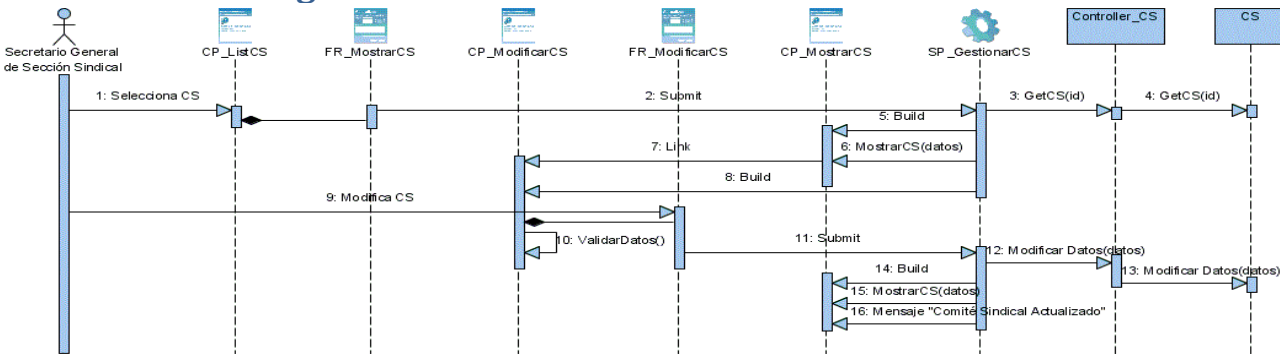 Secretario General
de Sección Sindical
CP_ListCS
FR_MostrarCS
CP_ModificarCS
FR_ModificarCS
CP_MostrarCS
SP_GestionarCS
Controller_CS
CS
1: Selecciona CS
2: Submit
3: GetCS(id)
4: GetCS(id)
5: Build
6: MostrarCS(datos)
7: Link
8: Build
9: Modifica CS
10: ValidarDatos()
11: Submit
12: Modificar Datos(datos)
13: Modificar Datos(datos)
14: Build
15: MostrarCS(datos)
16: Mensaje "Comité Sindical Actualizado"